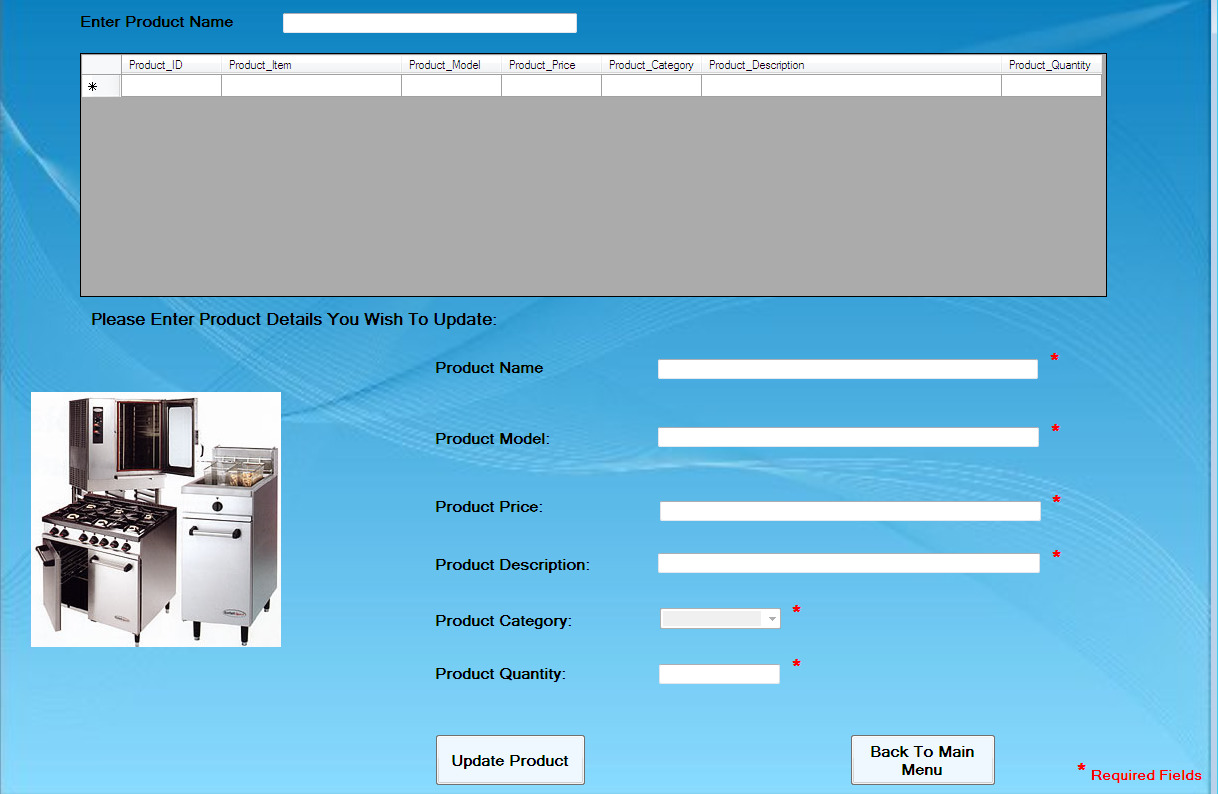 Enter Product Name
Product_ID Product_Item Product_Model Product_Price Product_Category Product_Description Product_Quantity
*
Please Enter Product Details You Wish To Update:
Product Name *
Product Model: *
Product Price: *
Product Description: *
Product Category: *
Product Quantity: *
Update Product
Back To Main
Menu
* Required Fields